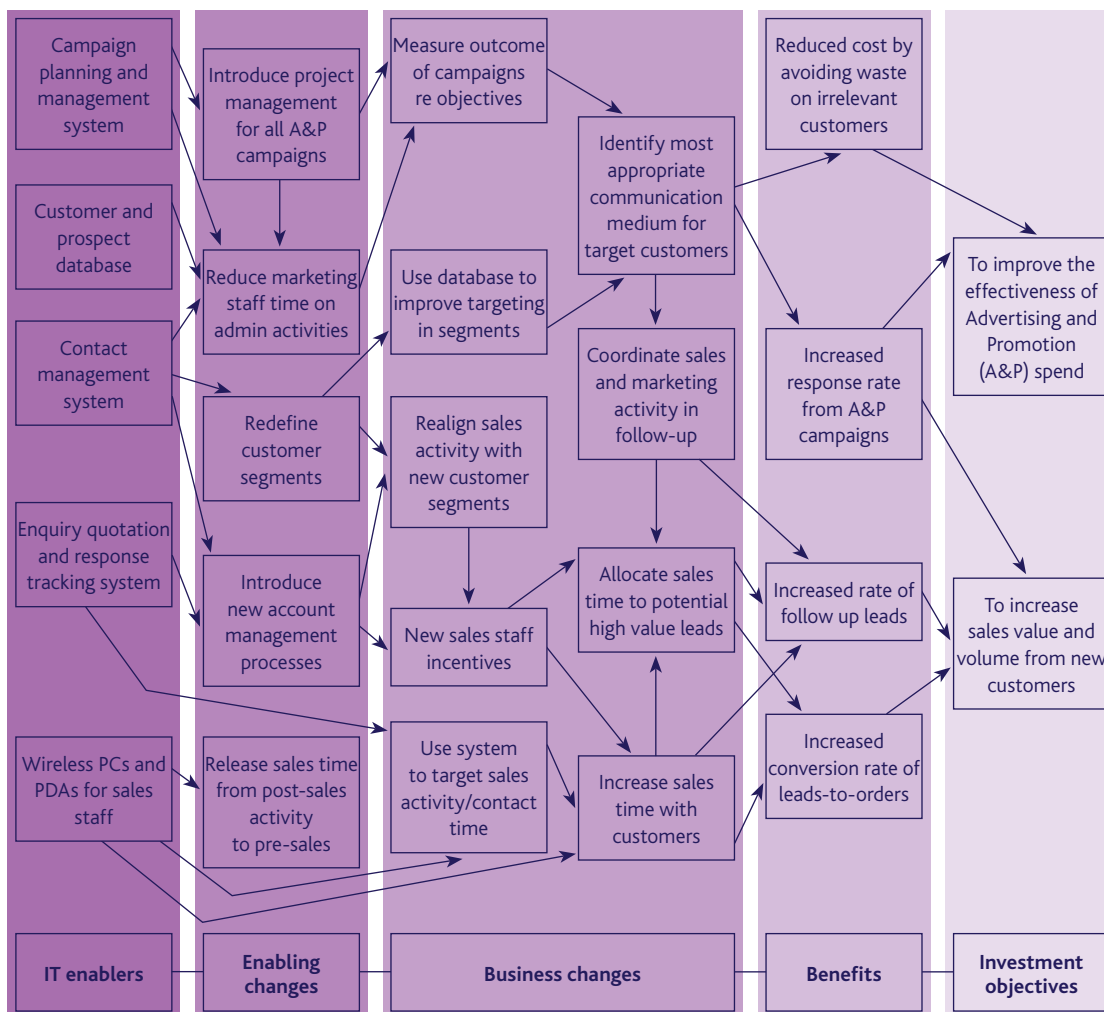 Campaign
planning and
management
system
Customer and
prospect
database
Contact
management
system
Enquiry quotation
and response
tracking system
Wireless PCs and
PDAs for sales
staff
Introduce project
management
for all A&P
campaigns
Reduce marketing
staff time on
admin activities
Redefine
customer
segments
Introduce
new account
management
processes
Release sales time
from post-sales
activity
to pre-sales
Measure outcome
of campaigns
re objectives
Use database to
improve targeting
in segments
Realign sales
activity with
new customer
segments
New sales staff
incentives
Use system
to target sales
activity/contact
time
Identify most
appropriate
communication
medium for
target customers
Coordinate sales
and marketing
activity in
follow-up
Allocate sales
time to potential
high value leads
Increase sales
time with
customers
Reduced cost by
avoiding waste
on irrelevant
customers
Increased
response rate
from A&P
campaigns
Increased rate of
follow up leads
Increased
conversion rate of
leads-to-orders
To improve the
effectiveness of
Advertising and
Promotion
(A&P) spend
To increase
sales value and
volume from new
customers
IT enablers
Enabling
changes
Business changes
Benefits
Investment
objectives